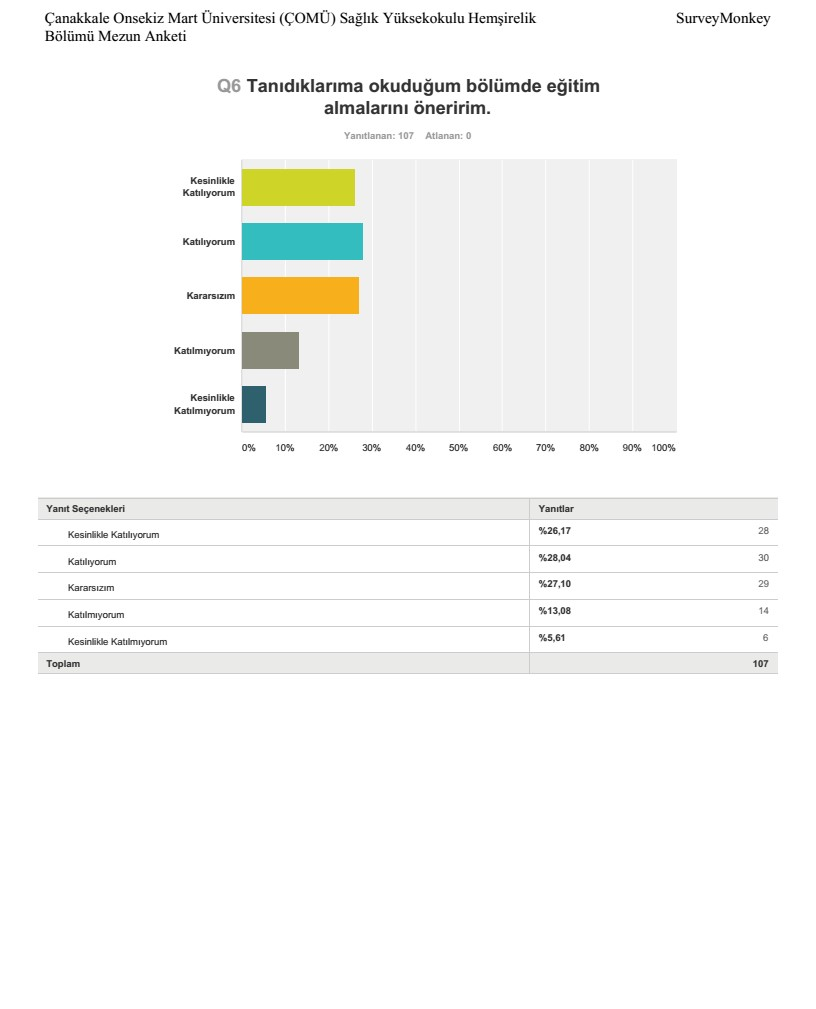 Çanakkale Onsekiz Mart Üniversitesi (ÇOMÜ) Sağlık Yüksekokulu Hemşirelik
Bölümü Mezun Anketi
SurveyMonkey
Q6 Tanıdıklarıma okuduğum bölümde eğitim
almalarını öneririm.
Yanıtlanan: 107 Atlanan: 0
Kesinlikle
Katılıyorum
Katılıyorum
Kararsızım
Katılmıyorum
Kesinlikle
Katılmıyorum
0% 10% 20% 30% 40% 50% 60% 70% 80% 90% 100%
Yanıt Seçenekleri Yanıtlar
Kesinlikle Katılıyorum %26,17 28
Katılıyorum %28,04 30
Kararsızım %27,10 29
Katılmıyorum %13,08 14
Kesinlikle Katılmıyorum %5,61 6
Toplam 107